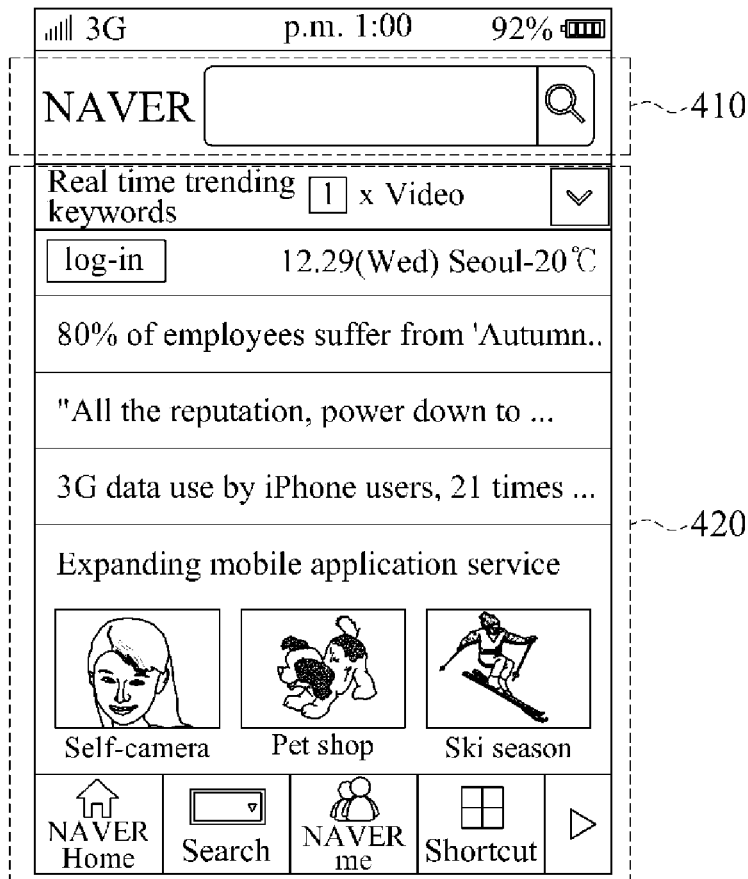 3G p.m. 1:00 92%
NAVER
410
Real time trending
keywords 1 x Video
log-in 12.29(Wed) Seoul-20℃
80% of employees suffer from 'Autumn..
"All the reputation, power down to ...
3G data use by iPhone users, 21 times ...
420
Expanding mobile application service
Self-camera Pet shop Ski season
NAVER
Home
Search
NAVER
me
Shortcut